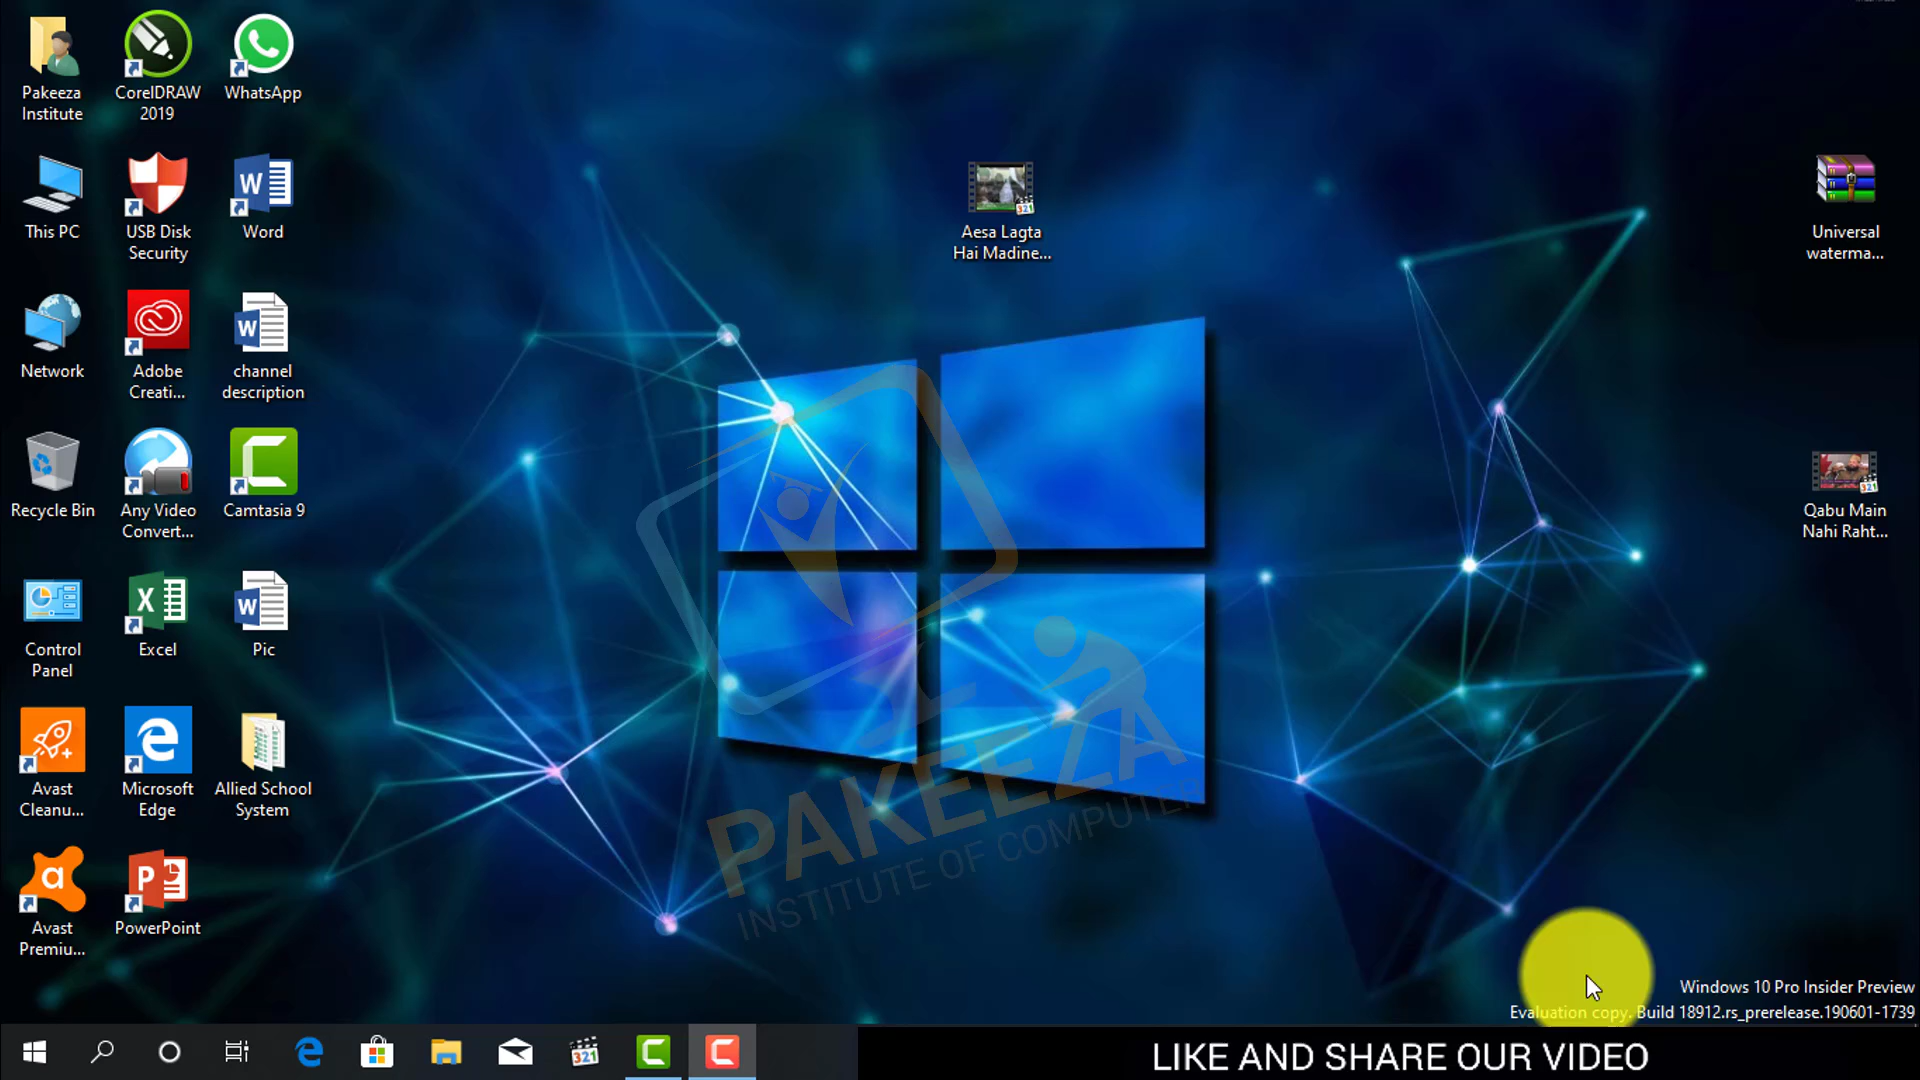 Pakeeza
Institute
CorelDRAW
2019
WhatsApp
This PC
USB Disk
Security
Word
Aesa Lagta
Hai Madine...
Universal
waterma...
Network
Adobe
Creati...
channel
description
Recycle Bin
Any Video
Convert...
Camtasia 9
Qabu Main
Nahi Raht...
Control
Panel
Excel
Pic
Avast
Cleanu...
Microsoft
Edge
Allied School
System
Avast
Premiu...
PowerPoint
PAKEEZA
INSTITUTE OF COMPUTER
Windows 10 Pro Insider Preview
Evaluation copy. Build 18912.rs_prerelease.190601-1739
LIKE AND SHARE OUR VIDEO